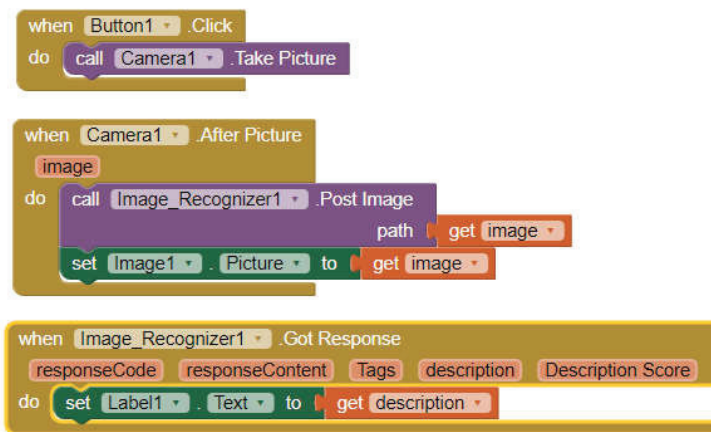 when Button1 .Click
do call Camera1 .Take Picture
when Camera1 .After Picture
image
do call Image_Recognizer1 .Post Image
path get image
set Image1 . Picture to get image
when Image_Recognizer1 .Got Response
responseCode responseContent Tags description Description Score
do set Label1 . Text to get description